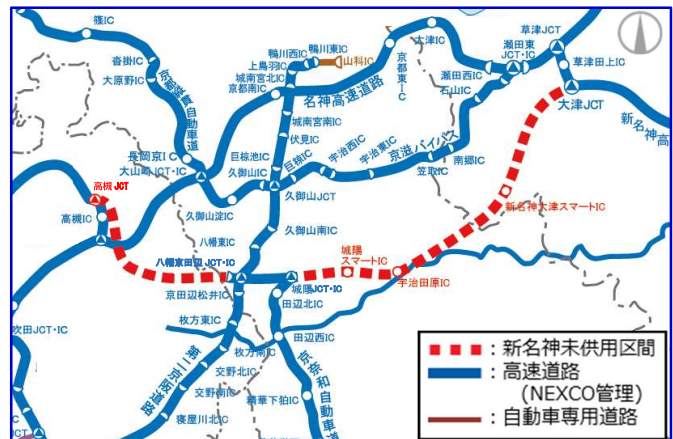 篠IC
沓掛IC
大原野IC
京都縦貫自動車道
長岡京IC
大山崎JCT・IC
高槻JCT
高槻IC
鴨川西IC
鴨川東IC
上鳥羽IC
山科IC
城南宮北IC
京都南IC
名神高速道路
城南宮南IC
伏見IC
巨椋池IC
久御山IC
巨椋IC
宇治西IC
宇治東IC
京滋バイパス
笠取IC
南郷IC
久御山JCT
久御山淀IC
久御山南IC
八幡東IC
八幡京田辺JCT・IC
京都東IC
大津IC
瀬田西IC
石山IC
瀬田東
JCT・IC
草津JCT
草津田上IC
大津JCT
新名神高
新名神大津スマートIC
城陽
スマートIC
宇治田原IC
城陽JCT・IC
田辺北IC
京田辺松井IC
枚方東IC
枚方南IC
田辺西IC
交野北IC
交野南IC
第二京阪道路
寝屋川北IC
精華下狛IC
京奈和自動車道
吹田JCT・IC
：新名神未供用区間
：高速道路
(NEXCO管理)
：自動車専用道路